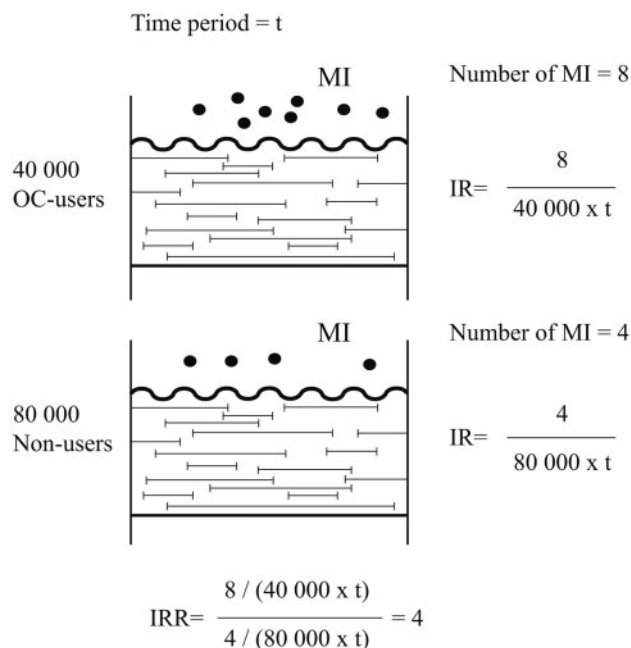 Time period = t
MI
Number of MI = 8
40 000
OC-users
IR=
8
40 000 x t
MI
Number of MI = 4
80 000
Non-users
IR=
4
80 000 x t
IRR=
8 / (40 000 x t)
4 / (80 000 x t)
= 4